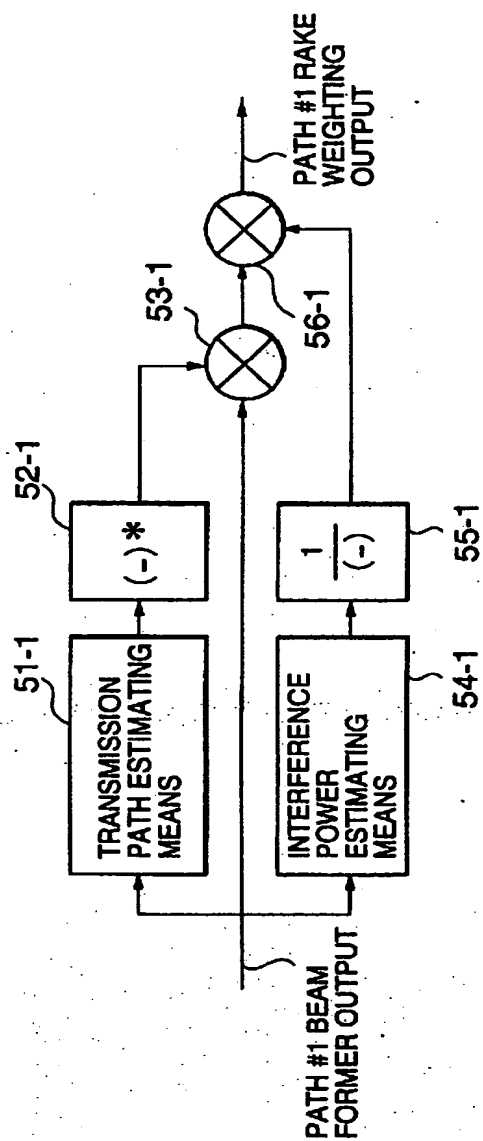 51-1
TRANSMISSION
PATH ESTIMATING
MEANS
52-1
(-)*
53-1
PATH #1 BEAM
FORMER OUTPUT
56-1
PATH #1 RAKE
WEIGHTING
OUTPUT
INTERFERENCE
POWER
ESTIMATING
MEANS
54-1
1
(-)
55-1